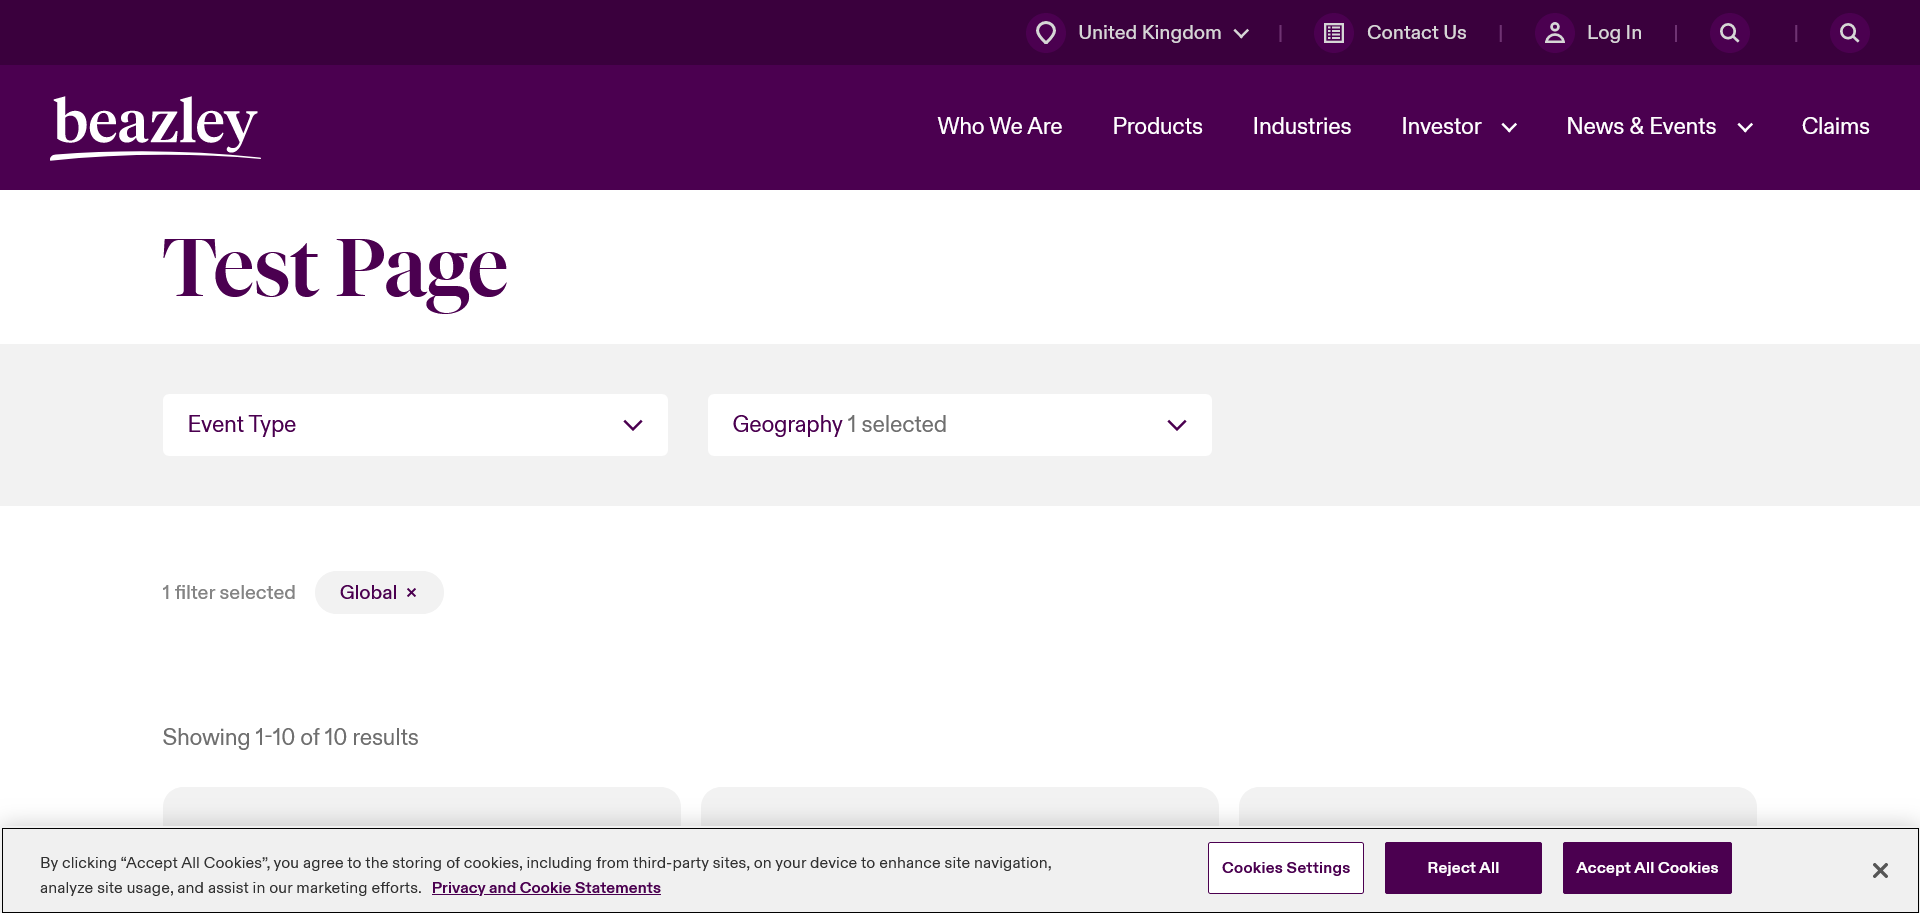 United Kingdom | Contact Us | Log In | |
beazley
Who We Are Products Industries Investor News & Events Claims
Test Page
Event Type
Geography 1 selected
1 filter selected Global ×
Showing 1-10 of 10 results
By clicking “Accept All Cookies”, you agree to the storing of cookies, including from third-party sites, on your device to enhance site navigation,
analyze site usage, and assist in our marketing efforts. Privacy and Cookie Statements
Cookies Settings
Reject All
Accept All Cookies